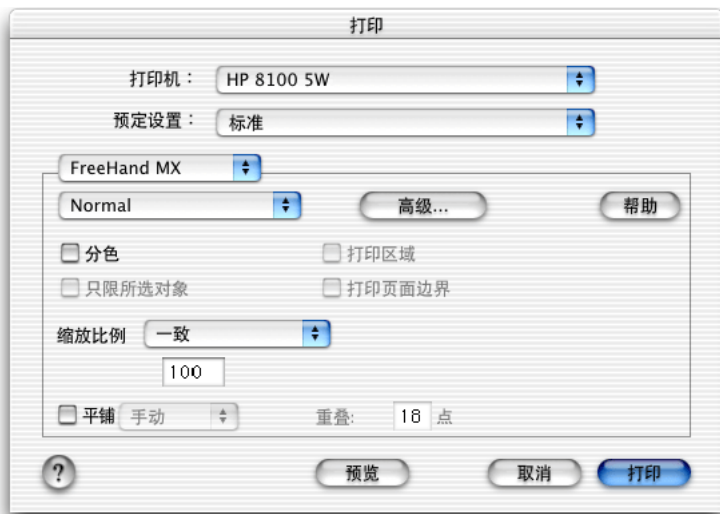 打印
打印机： HP 8100 5W
预定设置： 标准
FreeHand MX
Normal 高级... 帮助
分色 打印区域
只限所选对象 打印页面边界
缩放比例 一致
100
平铺 手动 重叠: 18 点
? 预览 取消 打印